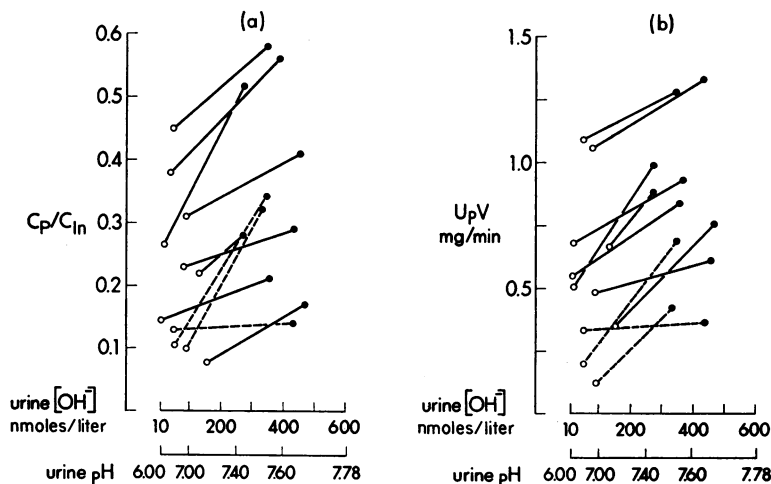 (a)
0.6
0.5
0.4
CP/CIn 0.3
0.2
0.1
urine [OH⁻]
nmoles/liter 10 200 400 600
urine pH 6.00 7.00 7.40 7.60 7.78
(b)
1.5
1.0
UPV
mg/min
0.5
0
urine [OH⁻]
nmoles/liter 10 200 400 600
urine pH 6.00 7.00 7.40 7.60 7.78